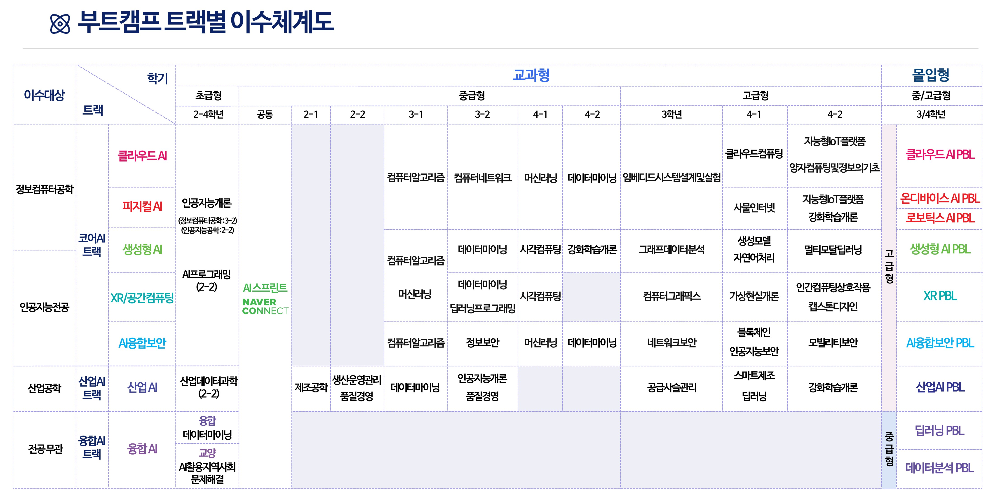 부트캠프 트랙별 이수체계도
이수대상
학기
트랙
교과형
몰입형
초급형
중급형
고급형
중/고급형
2-4학년
공통
2-1
2-2
3-1
3-2
4-1
4-2
3학년
4-1
4-2
3/4학년
정보컴퓨터공학
인공지능전공
코어AI
트랙
클라우드 AI
피지컬 AI
생성형 AI
XR/공간컴퓨팅
AI융합보안
인공지능개론
(정보컴퓨터공학:3-2)
(인공지능공학:2-2)
AI프로그래밍
(2-2)
AI 스프린트
NAVER
CONNECT
컴퓨터알고리즘
컴퓨터네트워크
머신러닝
데이터마이닝
임베디드시스템설계및실험
클라우드컴퓨팅
지능형IoT플랫폼
양자컴퓨팅및정보의기초
사물인터넷
지능형IoT플랫폼
강화학습개론
고급형
클라우드 AI PBL
온디바이스 AI PBL
로보틱스 AI PBL
컴퓨터알고리즘
머신러닝
데이터마이닝
시각컴퓨팅
강화학습개론
그래프데이터분석
생성모델
자연어처리
멀티모달딥러닝
생성형 AI PBL
데이터마이닝
딥러닝프로그래밍
시각컴퓨팅
컴퓨터그래픽스
가상현실개론
인간컴퓨팅상호작용
캡스톤디자인
XR PBL
컴퓨터알고리즘
정보보안
머신러닝
데이터마이닝
네트워크보안
블록체인
인공지능보안
모빌리티보안
AI융합보안 PBL
산업공학
산업AI
트랙
산업 AI
산업데이터과학
(2-2)
제조공학
생산운영관리
품질경영
데이터마이닝
인공지능개론
품질경영
공급사슬관리
스마트제조
딥러닝
강화학습개론
산업AI PBL
전공 무관
융합AI
트랙
융합 AI
융합
데이터마이닝
교양
AI활용지역사회
문제해결
중급형
딥러닝 PBL
데이터분석 PBL